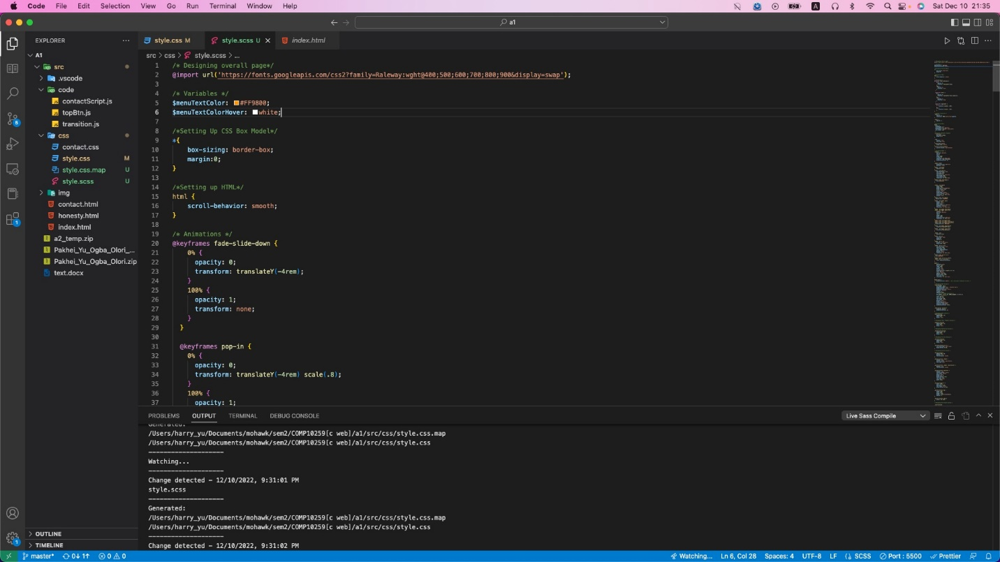 Code File Edit Selection View Go Run Terminal Window Help A Sat Dec 10 21:35
a1
EXPLORER ...
style.css M style.scss U index.html
src > css > style.scss > ...
A1
src
.vscode
code
contactScript.js
topBtn.js
transition.js
css
contact.css
style.css M
style.css.map U
style.scss U
img
contact.html
honesty.html
index.html
a2_temp.zip
Pakhei_Yu_Ogba_Olori_...
Pakhei_Yu_Ogba_Olori.zip
text.docx
OUTLINE
TIMELINE
5
1
1
1 /* Designing overall page*/
2 @import url('https://fonts.googleapis.com/css2?family=Raleway:wght@400;500;600;700;800;900&display=swap');
3
4 /* Variables */
5 $menuTextColor: #FF9800;
6 $menuTextColorHover: white;
7
8 /*Setting Up CSS Box Model*/
9 *{
10 box-sizing: border-box;
11 margin:0;
12 }
13
14 /*Setting up HTML*/
15 html {
16 scroll-behavior: smooth;
17 }
18
19 /* Animations */
20 @keyframes fade-slide-down {
21 0% {
22 opacity: 0;
23 transform: translateY(-4rem);
24 }
25 100% {
26 opacity: 1;
27 transform: none;
28 }
29 }
30
31 @keyframes pop-in {
32 0% {
33 opacity: 0;
34 transform: translateY(-4rem) scale(.8);
35 }
36 100% {
37 opacity: 1;
PROBLEMS OUTPUT TERMINAL DEBUG CONSOLE Live Sass Compile
Generated:
/Users/harry_yu/Documents/mohawk/sem2/COMP10259[c web]/a1/src/css/style.css.map
/Users/harry_yu/Documents/mohawk/sem2/COMP10259[c web]/a1/src/css/style.css
--------------------
Watching...
--------------------
Change detected - 12/10/2022, 9:31:01 PM
style.scss
--------------------
Generated:
/Users/harry_yu/Documents/mohawk/sem2/COMP10259[c web]/a1/src/css/style.css.map
/Users/harry_yu/Documents/mohawk/sem2/COMP10259[c web]/a1/src/css/style.css
--------------------
Change detected - 12/10/2022, 9:31:02 PM
master* 0↓ 1↑ 0 0 Watching... Ln 6, Col 28 Spaces: 4 UTF-8 LF SCSS Port : 5500 Prettier